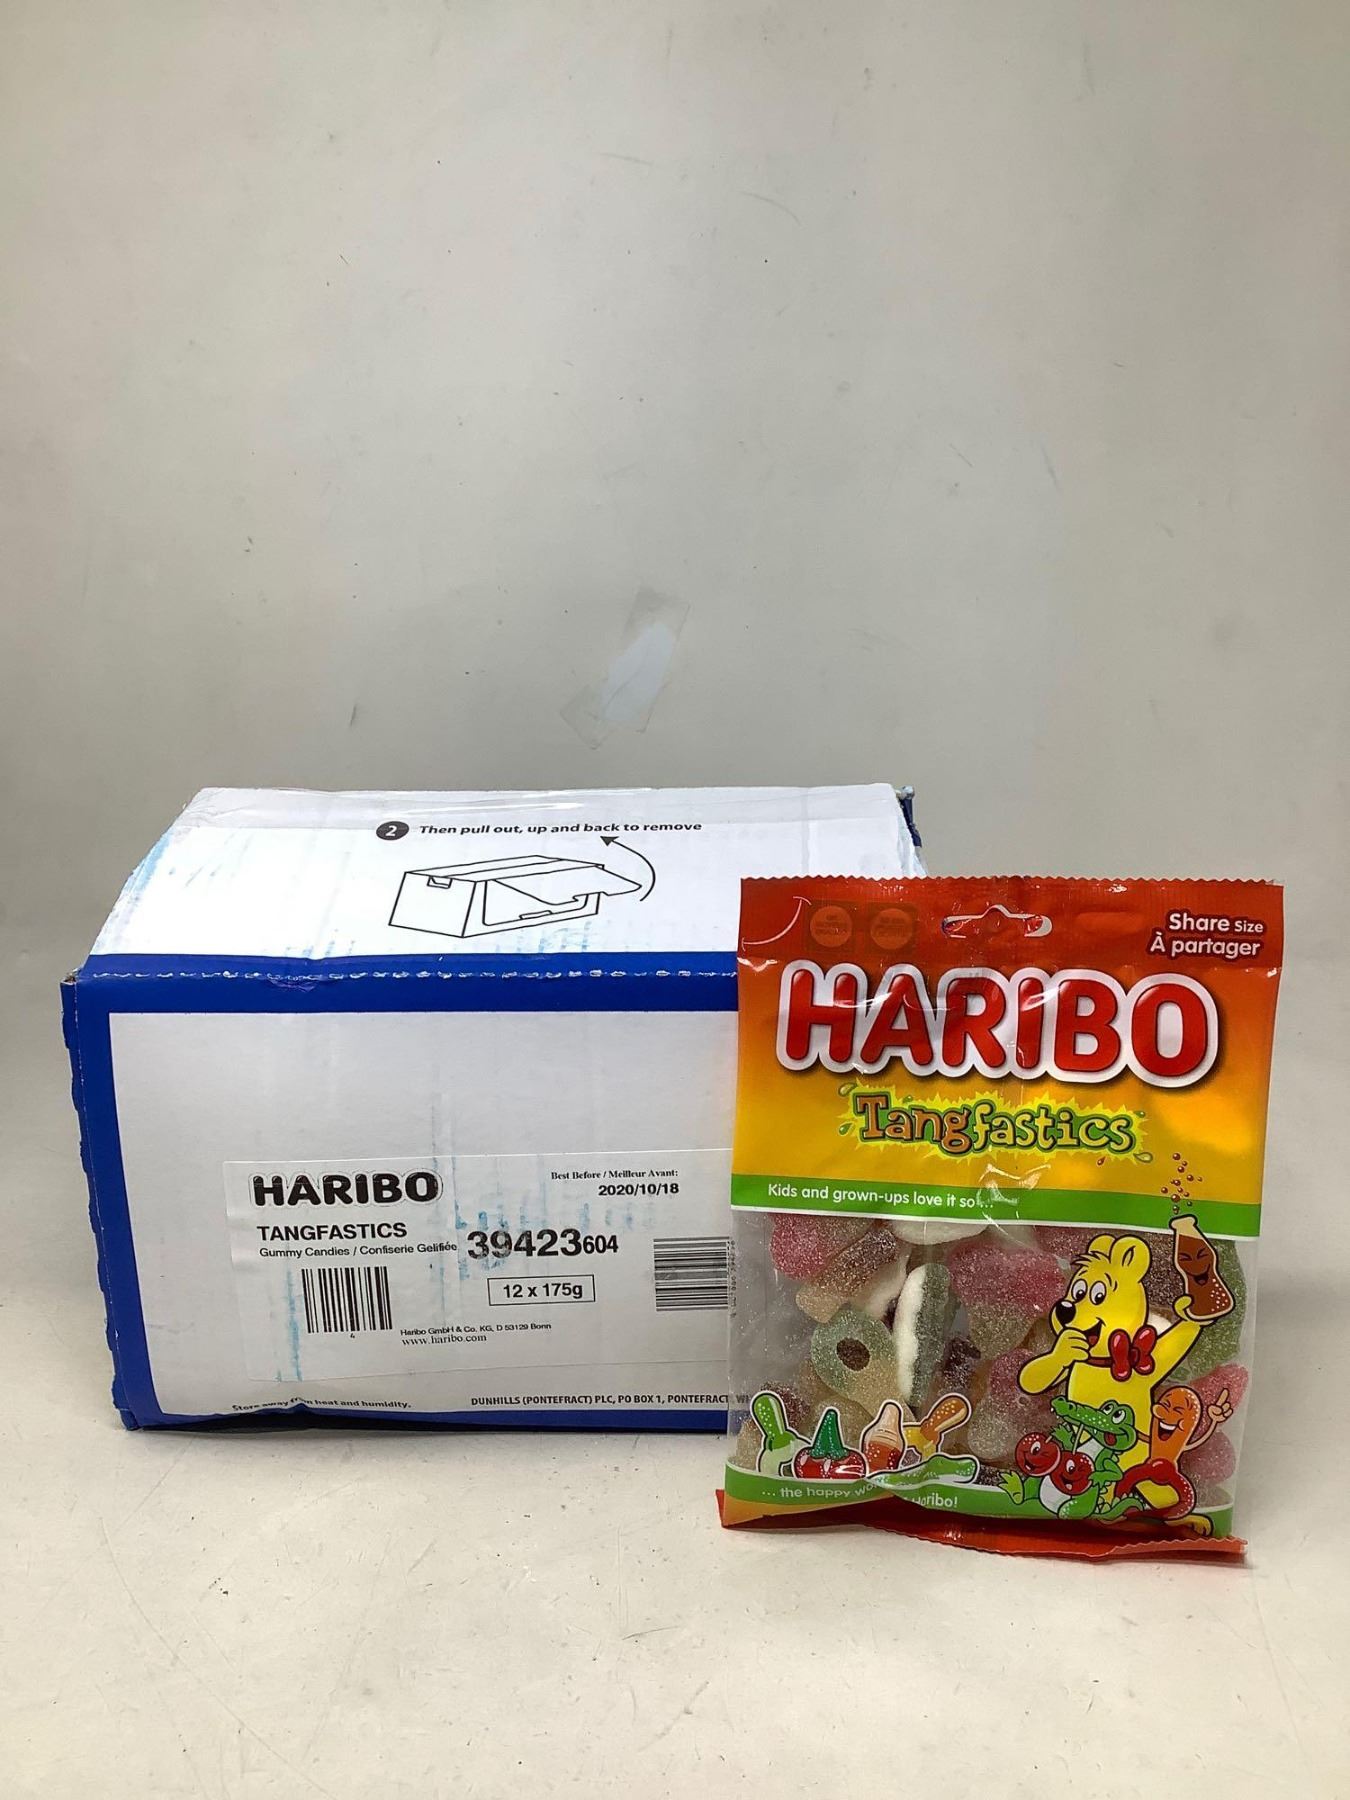 2 Then pull out, up and back to remove
HARIBO
TANGFASTICS
Gummy Candies / Confiserie Gelifiée
Best Before / Meilleur Avant:
2020/10/18
39423604
12 x 175g
4
Haribo GmbH & Co. KG, D 53129 Bonn
www.haribo.com
Store away from heat and humidity.
DUNHILLS (PONTEFRACT) PLC, PO BOX 1, PONTEFRACT, W
Share Size
À partager
HARIBO
Tangfastics
Kids and grown-ups love it so...
... the happy wo
Haribo!